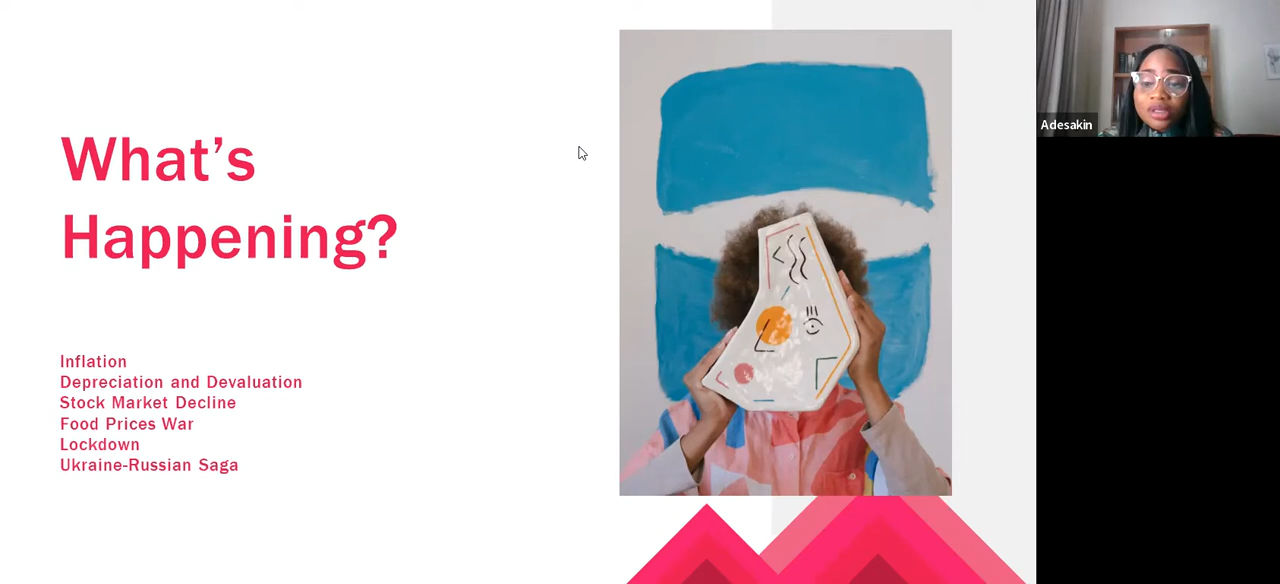 What's
Happening?
Inflation
Depreciation and Devaluation
Stock Market Decline
Food Prices War
Lockdown
Ukraine-Russian Saga
Adesakin